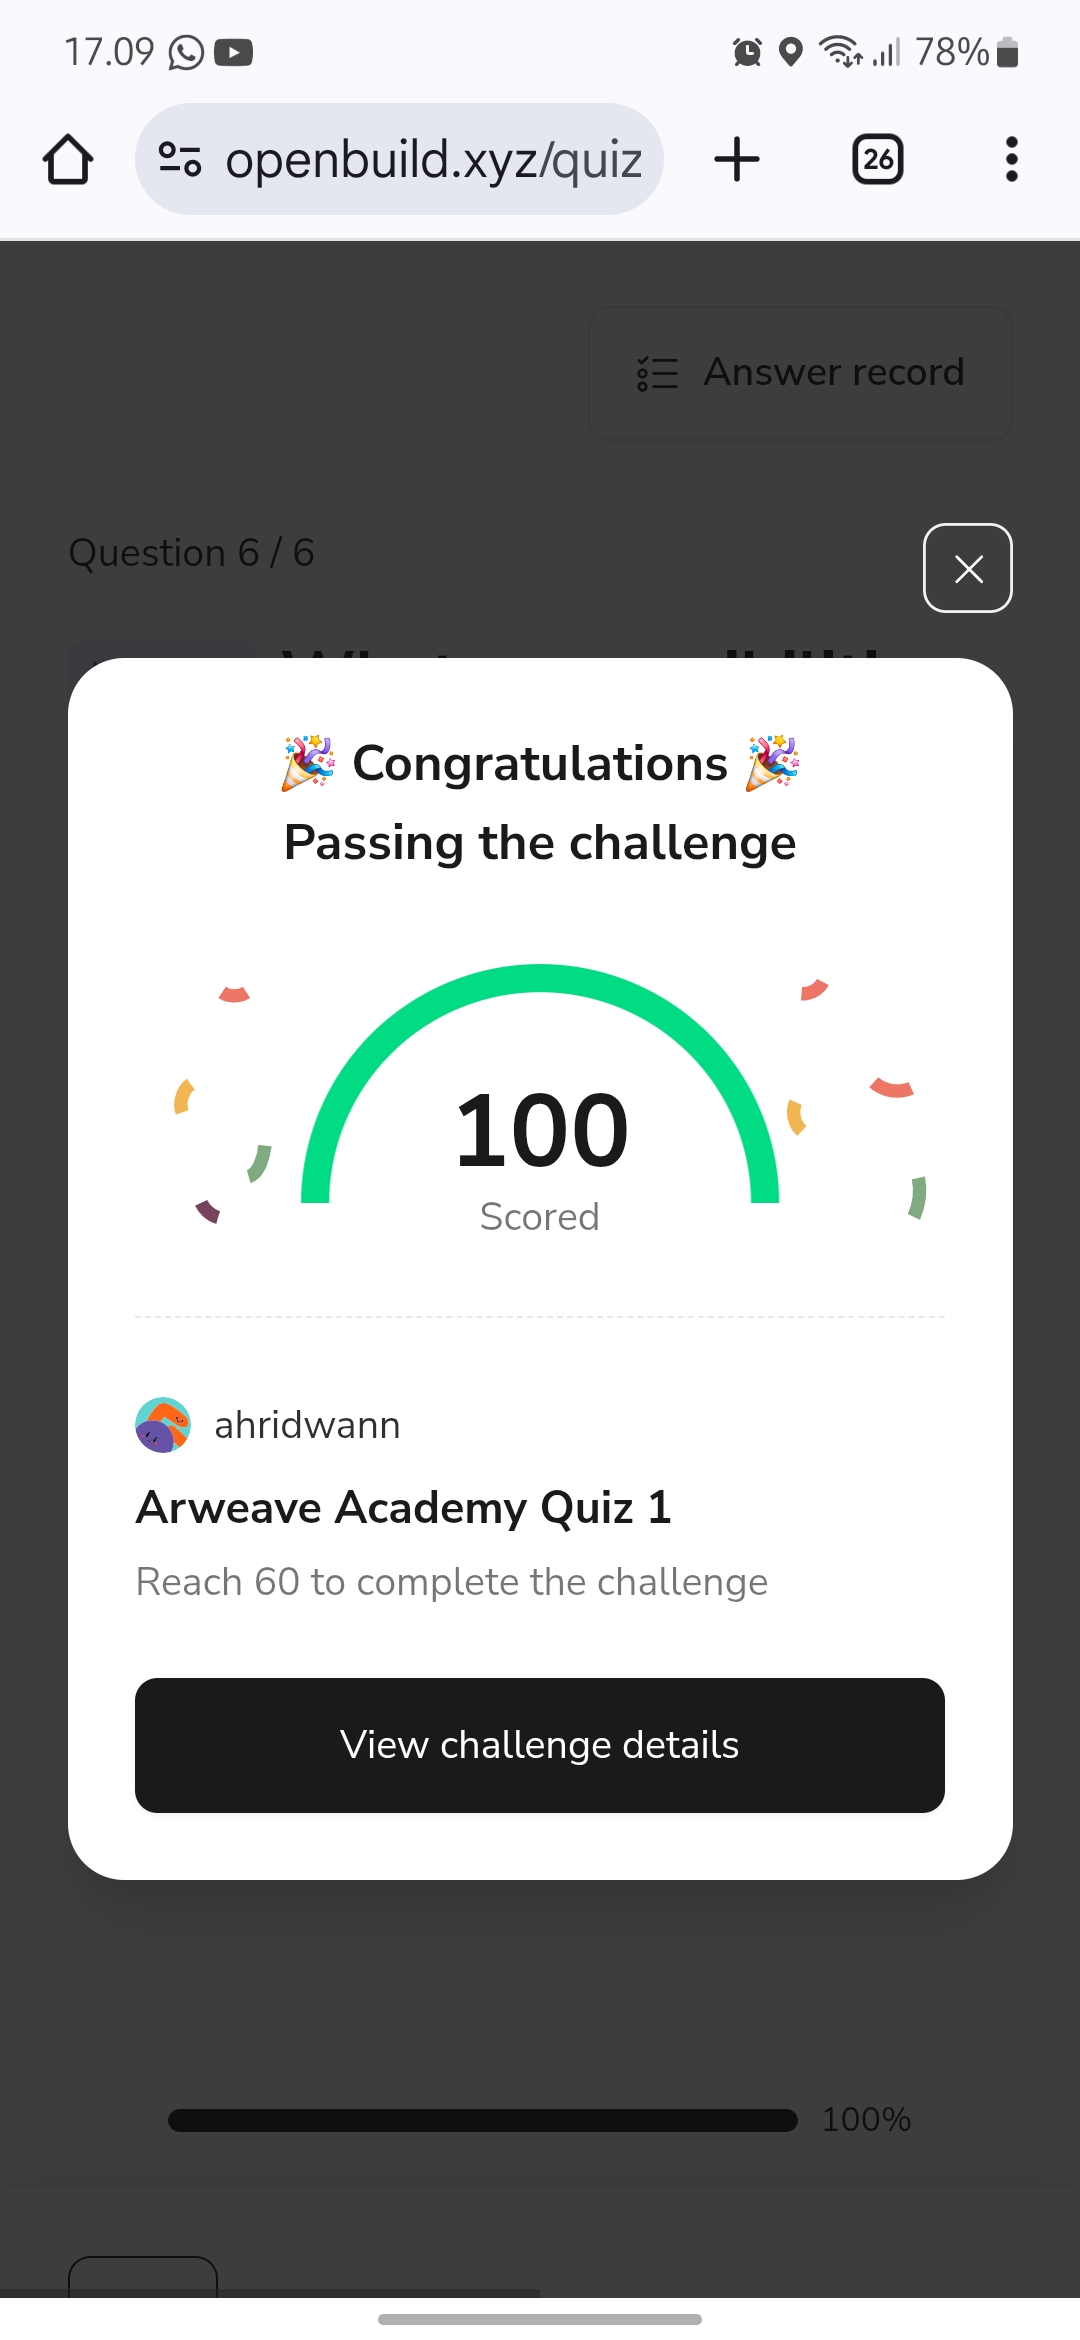 17.09
78%
openbuild.xyz/quiz
26
Answer record
Question 6 / 6
🎉 Congratulations 🎉
Passing the challenge
100
Scored
ahridwann
Arweave Academy Quiz 1
Reach 60 to complete the challenge
View challenge details
100%